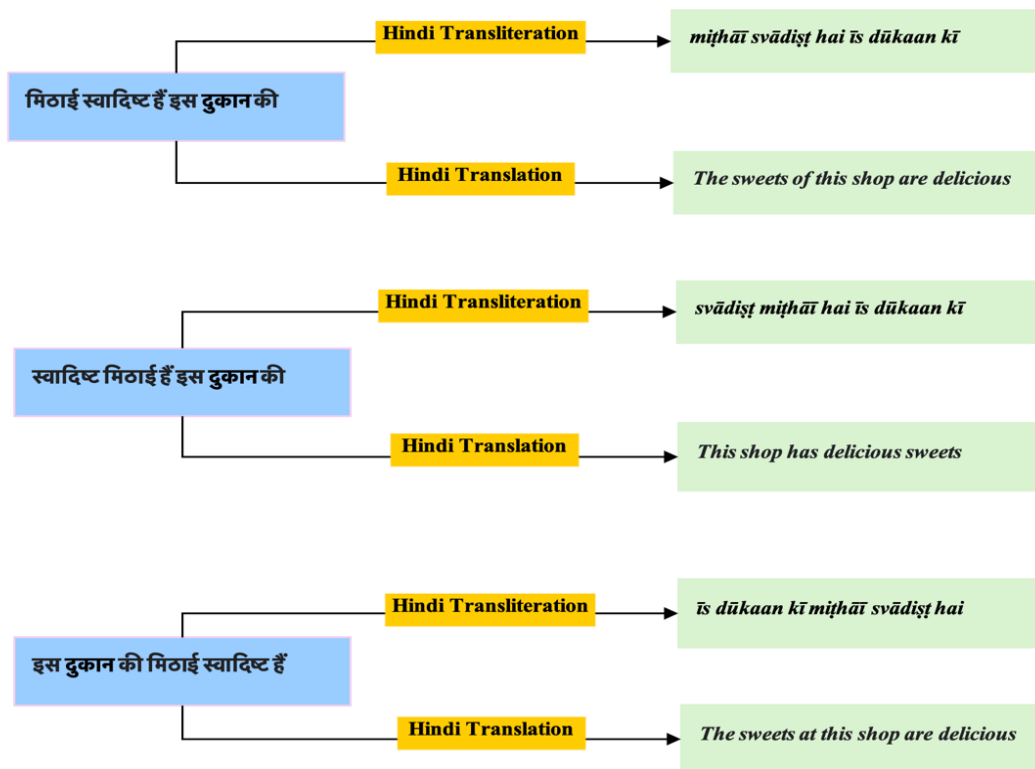 Hindi Transliteration
miṭhāī svādiṣṭ hai īs dūkaan kī
मिठाई स्वादिष्ट हैं इस दुकान की
Hindi Translation
The sweets of this shop are delicious
Hindi Transliteration
svādiṣṭ miṭhāī hai īs dūkaan kī
स्वादिष्ट मिठाई हैं इस दुकान की
Hindi Translation
This shop has delicious sweets
Hindi Transliteration
īs dūkaan kī miṭhāī svādiṣṭ hai
इस दुकान की मिठाई स्वादिष्ट हैं
Hindi Translation
The sweets at this shop are delicious